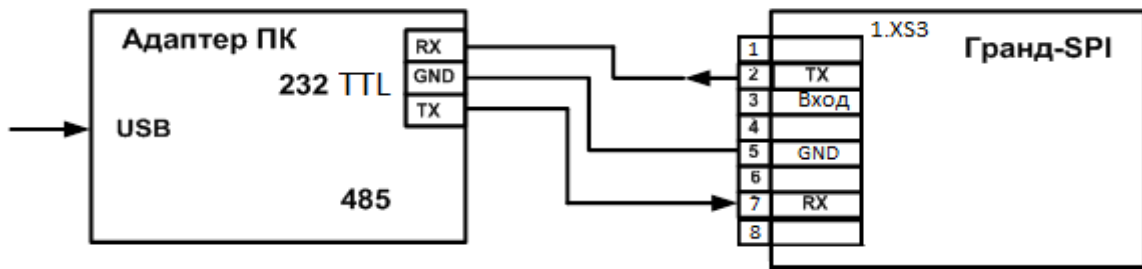 Адаптер ПК
232 TTL
USB
485
RX
GND
TX
1.XS3
Гранд-SPI
1
2 TX
3 Вход
4
5 GND
6
7 RX
8